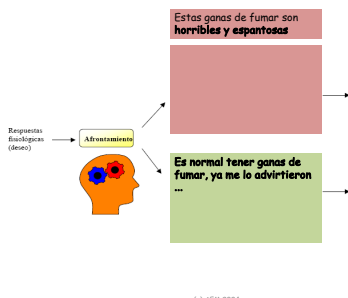 Estas ganas de fumar son
horribles y espantosas
Respuestas
fisiológicas
(deseo)
Afrontamiento
Es normal tener ganas de
fumar, ya me lo advirtieron
...